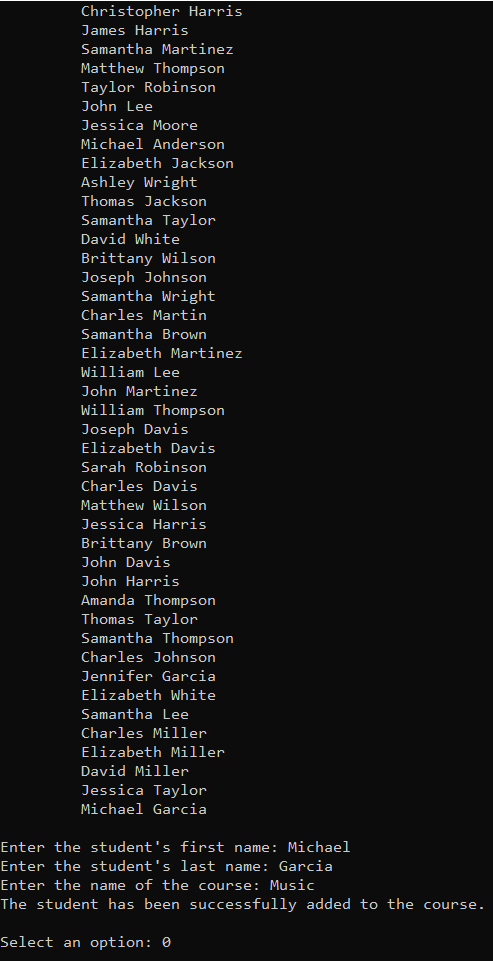 Christopher Harris
James Harris
Samantha Martinez
Matthew Thompson
Taylor Robinson
John Lee
Jessica Moore
Michael Anderson
Elizabeth Jackson
Ashley Wright
Thomas Jackson
Samantha Taylor
David White
Brittany Wilson
Joseph Johnson
Samantha Wright
Charles Martin
Samantha Brown
Elizabeth Martinez
William Lee
John Martinez
William Thompson
Joseph Davis
Elizabeth Davis
Sarah Robinson
Charles Davis
Matthew Wilson
Jessica Harris
Brittany Brown
John Davis
John Harris
Amanda Thompson
Thomas Taylor
Samantha Thompson
Charles Johnson
Jennifer Garcia
Elizabeth White
Samantha Lee
Charles Miller
Elizabeth Miller
David Miller
Jessica Taylor
Michael Garcia
Enter the student's first name: Michael
Enter the student's last name: Garcia
Enter the name of the course: Music
The student has been successfully added to the course.
Select an option: 0